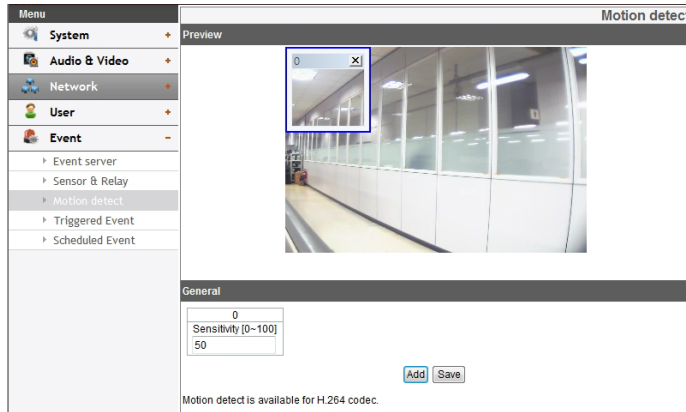 Menu
Motion detect
System +
Preview
Audio & Video +
Network +
User +
Event -
Event server
Sensor & Relay
Motion detect
Triggered Event
Scheduled Event
0
General
0
Sensitivity [0~100]
50
Add Save
Motion detect is available for H.264 codec.